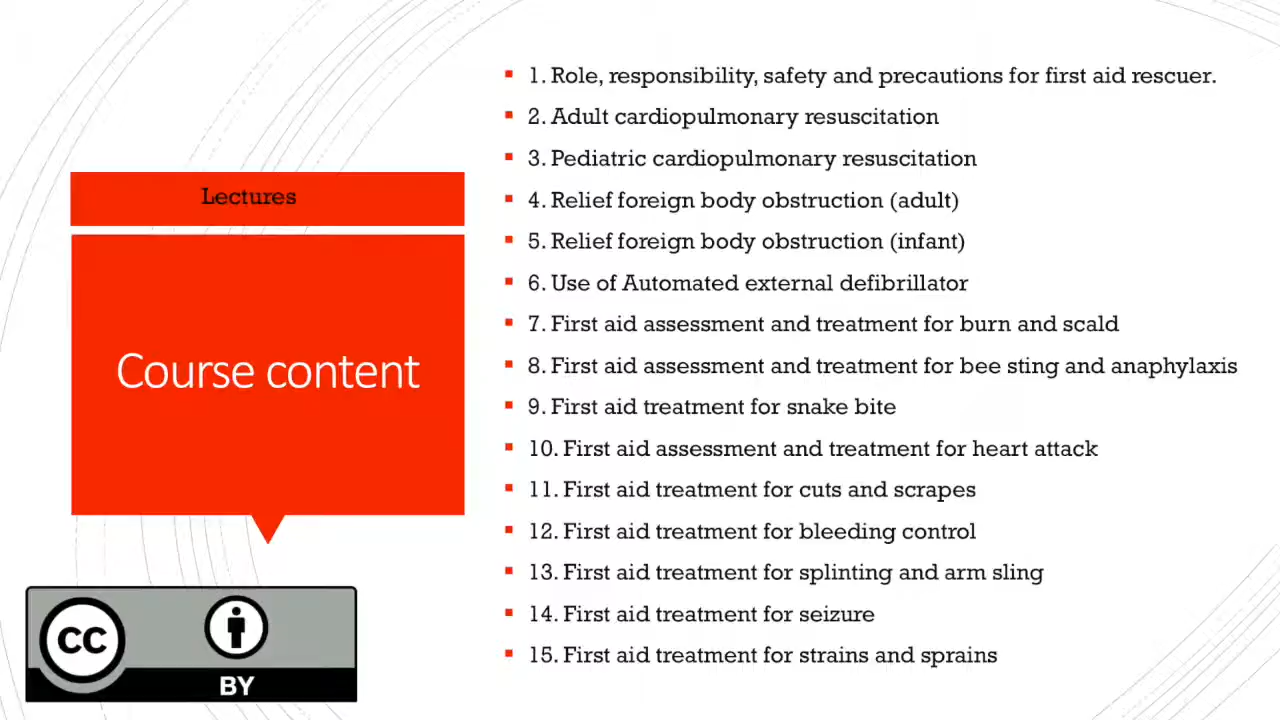 Lectures
Course content
1. Role, responsibility, safety and precautions for first aid rescuer.
2. Adult cardiopulmonary resuscitation
3. Pediatric cardiopulmonary resuscitation
4. Relief foreign body obstruction (adult)
5. Relief foreign body obstruction (infant)
6. Use of Automated external defibrillator
7. First aid assessment and treatment for burn and scald
8. First aid assessment and treatment for bee sting and anaphylaxis
9. First aid treatment for snake bite
10. First aid assessment and treatment for heart attack
11. First aid treatment for cuts and scrapes
12. First aid treatment for bleeding control
13. First aid treatment for splinting and arm sling
14. First aid treatment for seizure
15. First aid treatment for strains and sprains
CC
BY